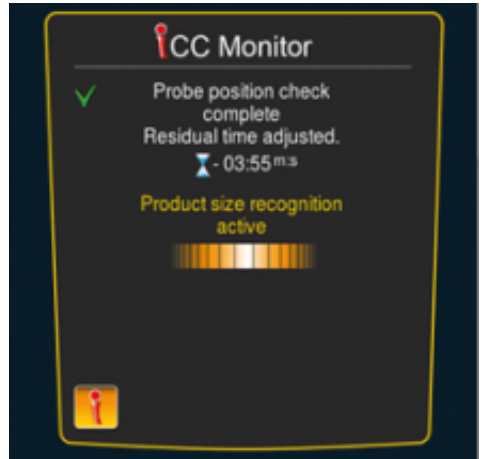 iCC Monitor
Probe position check
complete
Residual time adjusted.
- 03:55 m:s
Product size recognition
active
i